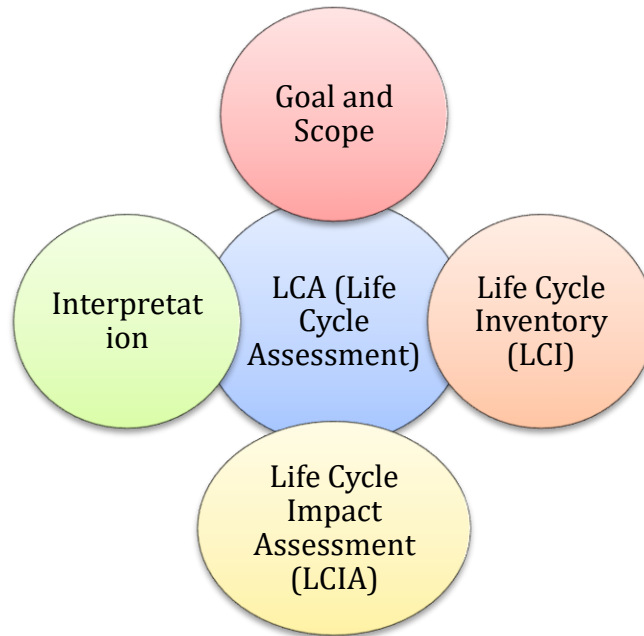 Goal and
Scope
Interpretat
ion
LCA (Life
Cycle
Assessment)
Life Cycle
Inventory
(LCI)
Life Cycle
Impact
Assessment
(LCIA)